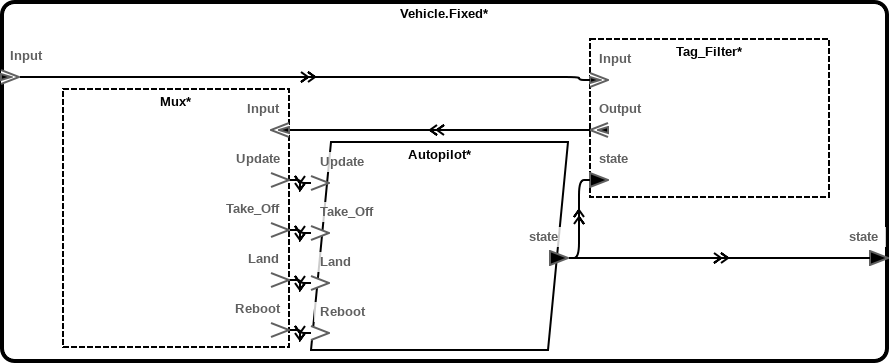 Vehicle.Fixed*
Input
Tag_Filter*
Input
Mux*
Input
Output
Autopilot*
Update
Update
state
Take_Off
Take_Off
state
state
Land
Land
Reboot
Reboot